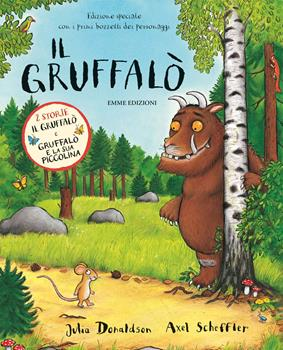 Edizione speciale
con i primi bozzetti dei personaggi
IL
GRUFFALÒ
EMME EDIZIONI
2 STORIE
IL GRUFFALÒ
e
GRUFFALÒ
E LA SUA
PICCOLINA
Julia Donaldson Axel Scheffler